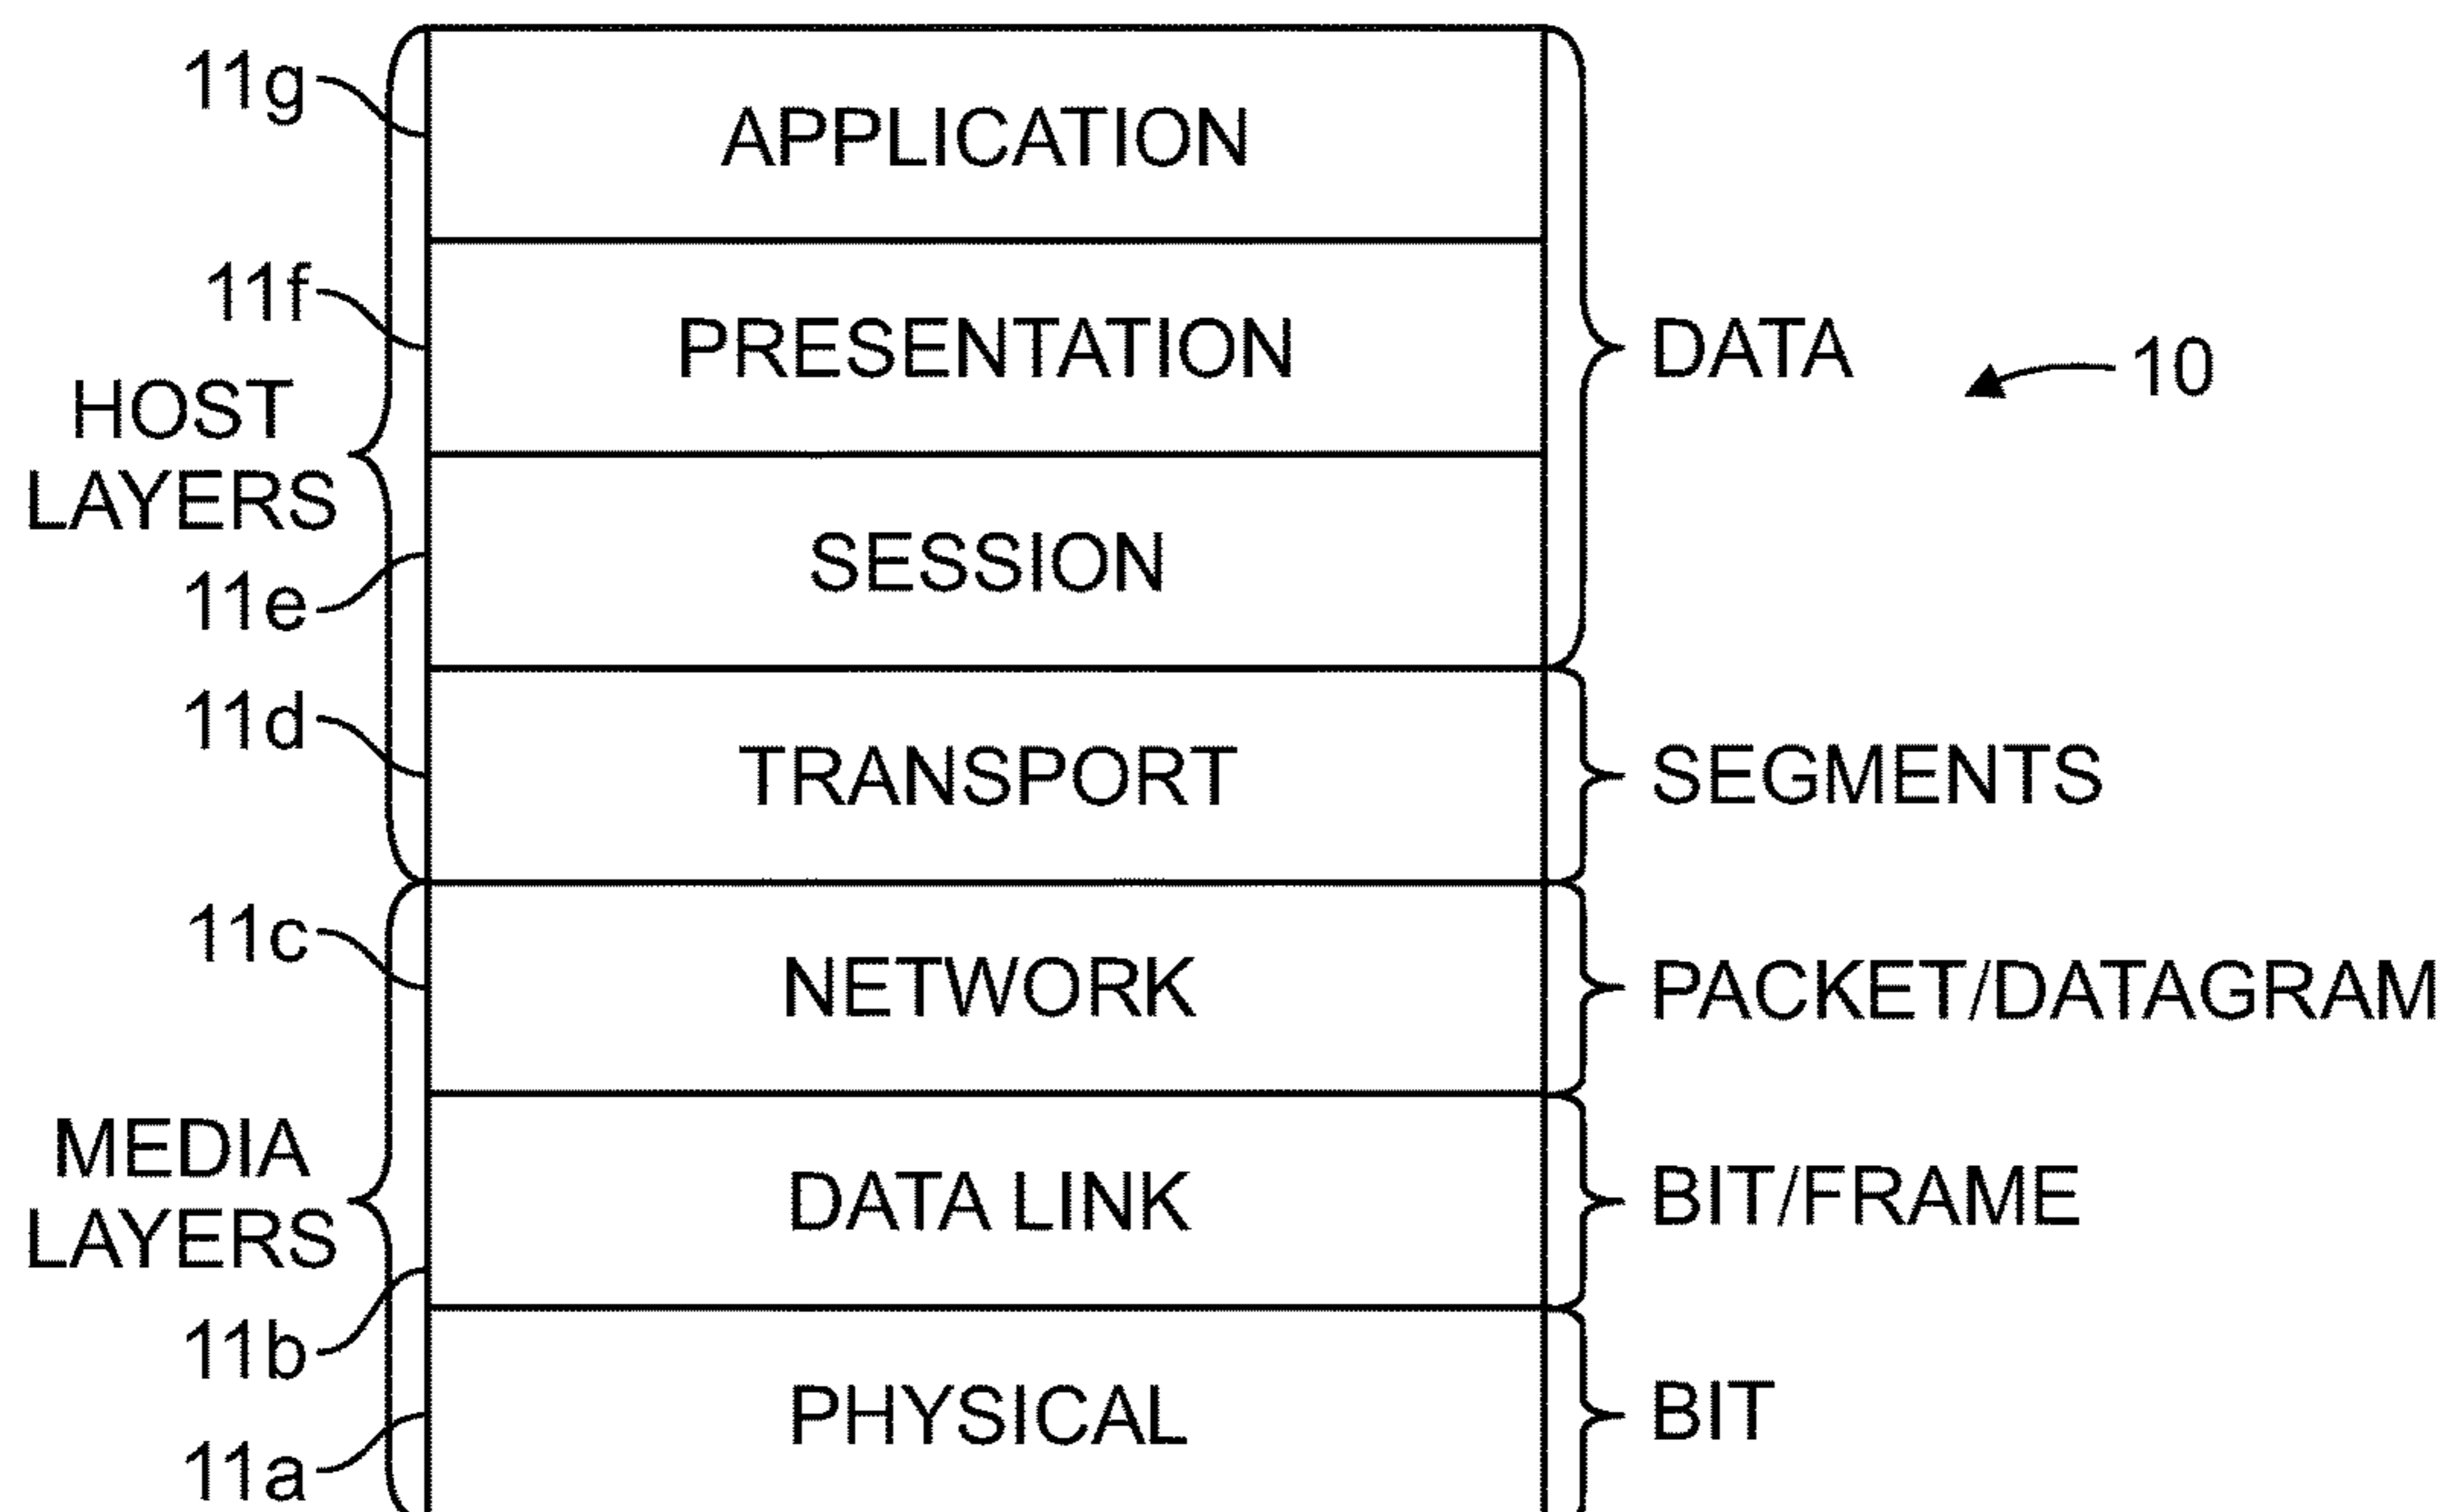 11g
APPLICATION
11f
PRESENTATION
DATA
10
HOST
LAYERS
SESSION
11e
11d
TRANSPORT
SEGMENTS
11c
NETWORK
PACKET/DATAGRAM
MEDIA
LAYERS
DATA LINK
BIT/FRAME
11b
PHYSICAL
BIT
11a